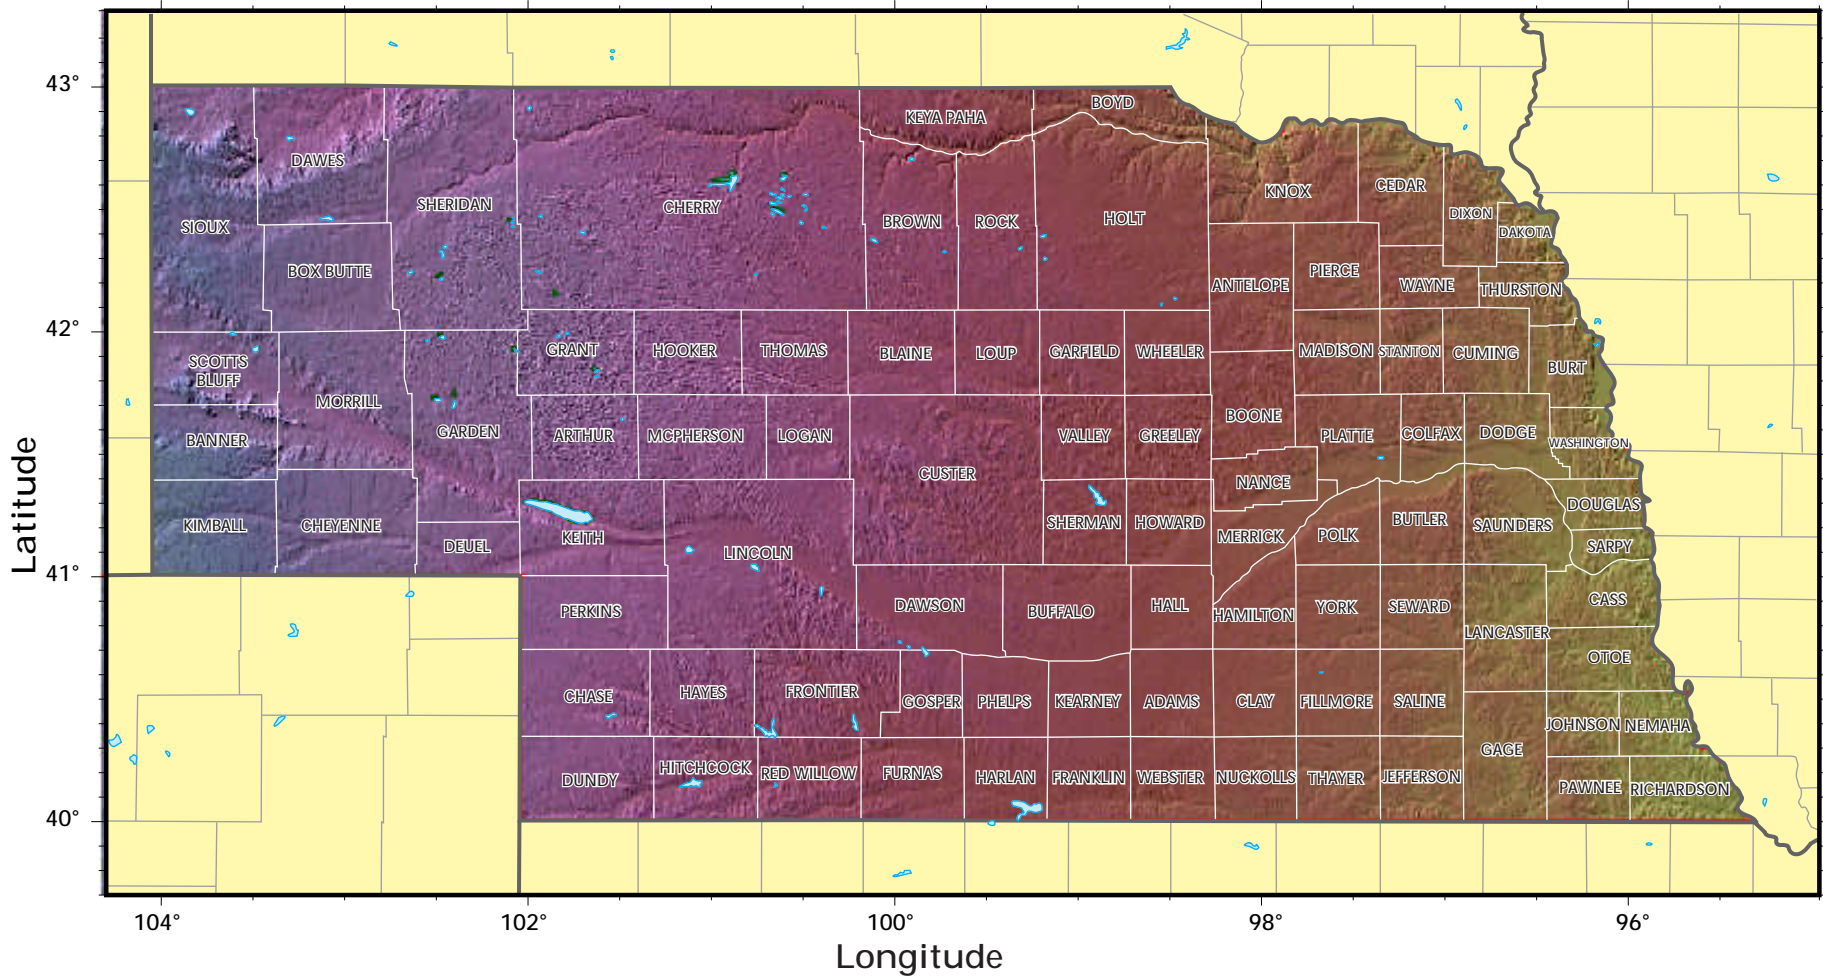 43°
BOYD
KEYA PAHA
DAWES
KNOX
CEDAR
SHERIDAN
CHERRY
DIXON
SIOUX
BROWN
ROCK
HOLT
DAKOTA
BOX BUTTE
PIERCE
ANTELOPE
WAYNE
THURSTON
42°
SCOTTS
BLUFF
GRANT
HOOKER
THOMAS
BLAINE
LOUP
GARFIELD
WHEELER
MADISON
STANTON
CUMING
BURT
MORRILL
GARDEN
ARTHUR
MCPHERSON
LOGAN
VALLEY
GREELEY
BOONE
PLATTE
COLFAX
DODGE
WASHINGTON
BANNER
CUSTER
NANCE
DOUGLAS
KIMBALL
CHEYENNE
DEUEL
KEITH
LINCOLN
SHERMAN
HOWARD
MERRICK
POLK
BUTLER
SAUNDERS
SARPY
41°
PERKINS
DAWSON
BUFFALO
HALL
HAMILTON
YORK
SEWARD
LANCASTER
CASS
OTOE
CHASE
HAYES
FRONTIER
GOSPER
PHELPS
KEARNEY
ADAMS
CLAY
FILLMORE
SALINE
JOHNSON
NEMAHA
GAGE
DUNDY
HITCHCOCK
RED WILLOW
FURNAS
HARLAN
FRANKLIN
WEBSTER
NUCKOLLS
THAYER
JEFFERSON
PAWNEE
RICHARDSON
40°
Latitude
104°
102°
100°
98°
96°
Longitude